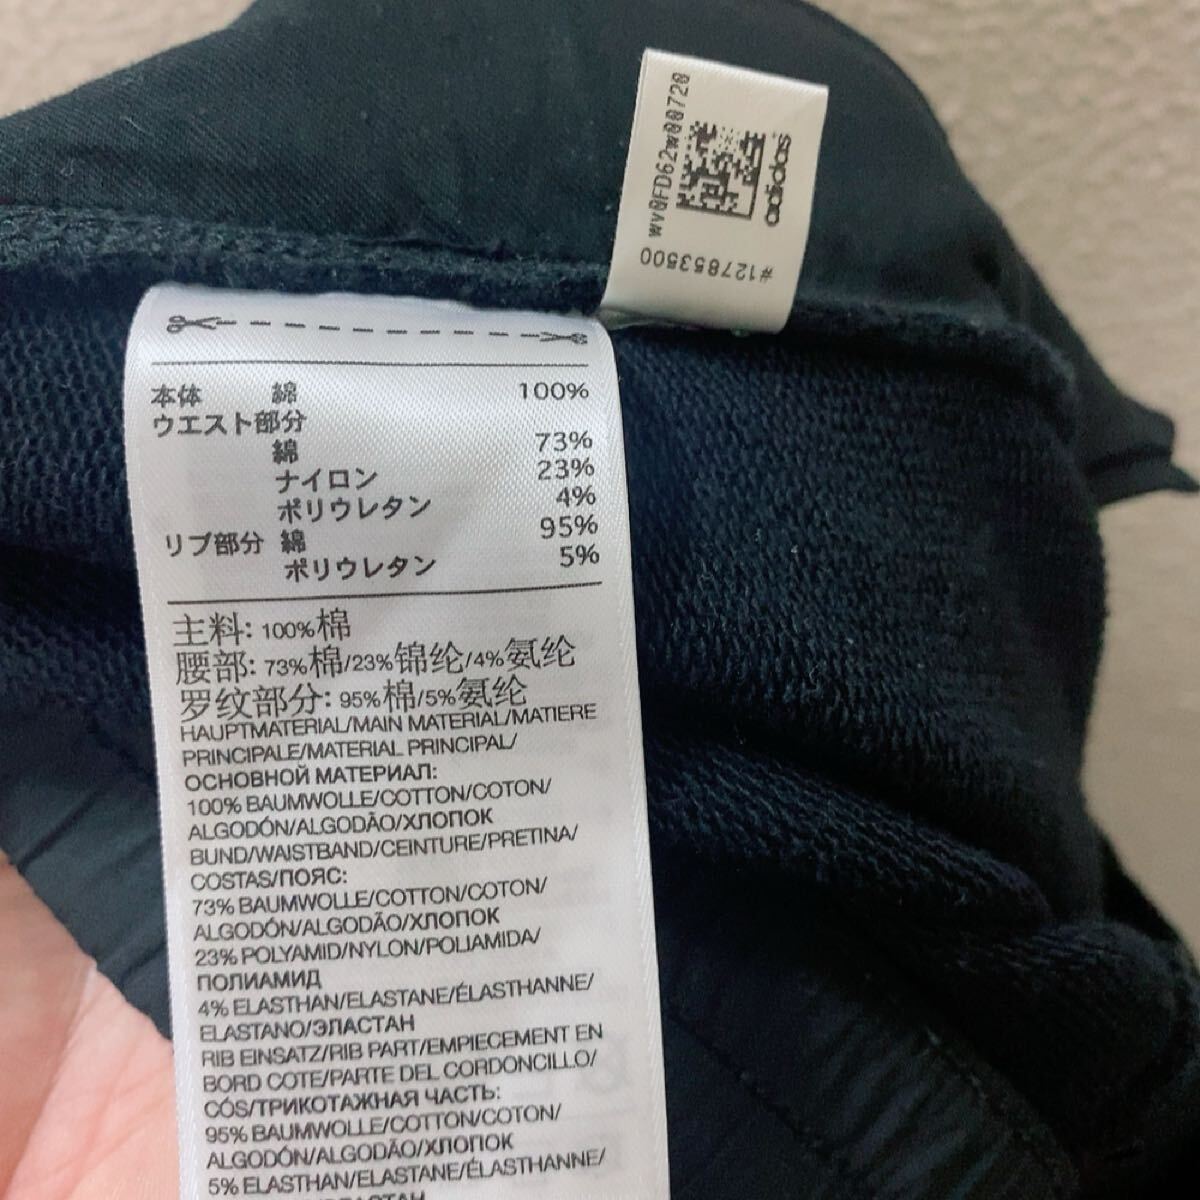 wv0FD62w00720
adidas
#127853500
本体 綿 100%
ウエスト部分
綿 73%
ナイロン 23%
ポリウレタン 4%
リブ部分 綿 95%
ポリウレタン 5%
主料: 100%棉
腰部: 73%棉/23%锦纶/4%氨纶
罗纹部分: 95%棉/5%氨纶
HAUPTMATERIAL/MAIN MATERIAL/MATIERE
PRINCIPALE/MATERIAL PRINCIPAL/
ОСНОВНОЙ МАТЕРИАЛ:
100% BAUMWOLLE/COTTON/COTON/
ALGODÓN/ALGODÃO/ХЛОПОК
BUND/WAISTBAND/CEINTURE/PRETINA/
COSTAS/ПОЯС:
73% BAUMWOLLE/COTTON/COTON/
ALGODÓN/ALGODÃO/ХЛОПОК
23% POLYAMID/NYLON/POLIAMIDA/
ПОЛИАМИД
4% ELASTHAN/ELASTANE/ÉLASTHANNE/
ELASTANO/ЭЛАСТАН
RIB EINSATZ/RIB PART/EMPIECEMENT EN
BORD COTE/PARTE DEL CORDONCILLO/
CÓS/ТРИКОТАЖНАЯ ЧАСТЬ:
95% BAUMWOLLE/COTTON/COTON/
ALGODÓN/ALGODÃO/ХЛОПОК
5% ELASTHAN/ELASTANE/ÉLASTHANNE/